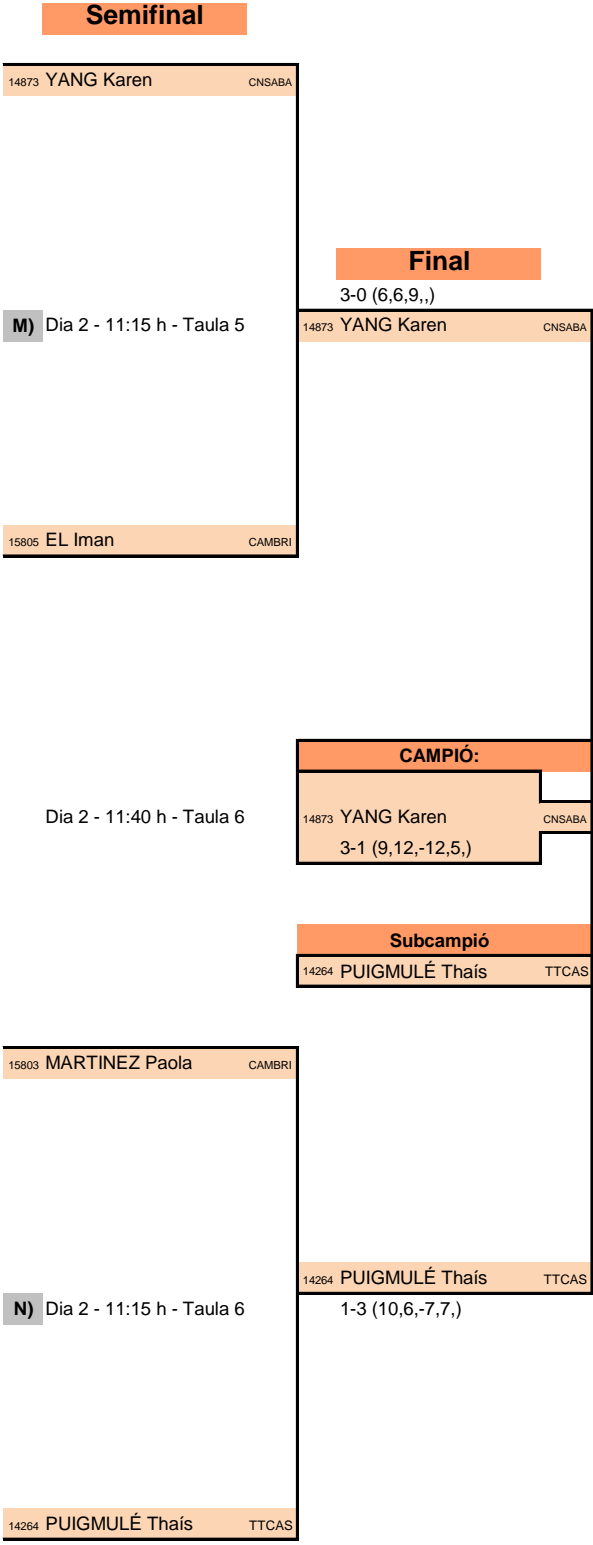 Semifinal
14873 YANG Karen CNSABA
Final
3-0 (6,6,9,,)
M) Dia 2 - 11:15 h - Taula 5
14873 YANG Karen CNSABA
15805 EL Iman CAMBRI
CAMPIÓ:
Dia 2 - 11:40 h - Taula 6
14873 YANG Karen CNSABA
3-1 (9,12,-12,5,)
Subcampió
14264 PUIGMULÉ Thaís TTCAS
15803 MARTINEZ Paola CAMBRI
14264 PUIGMULÉ Thaís TTCAS
N) Dia 2 - 11:15 h - Taula 6
1-3 (10,6,-7,7,)
14264 PUIGMULÉ Thaís TTCAS